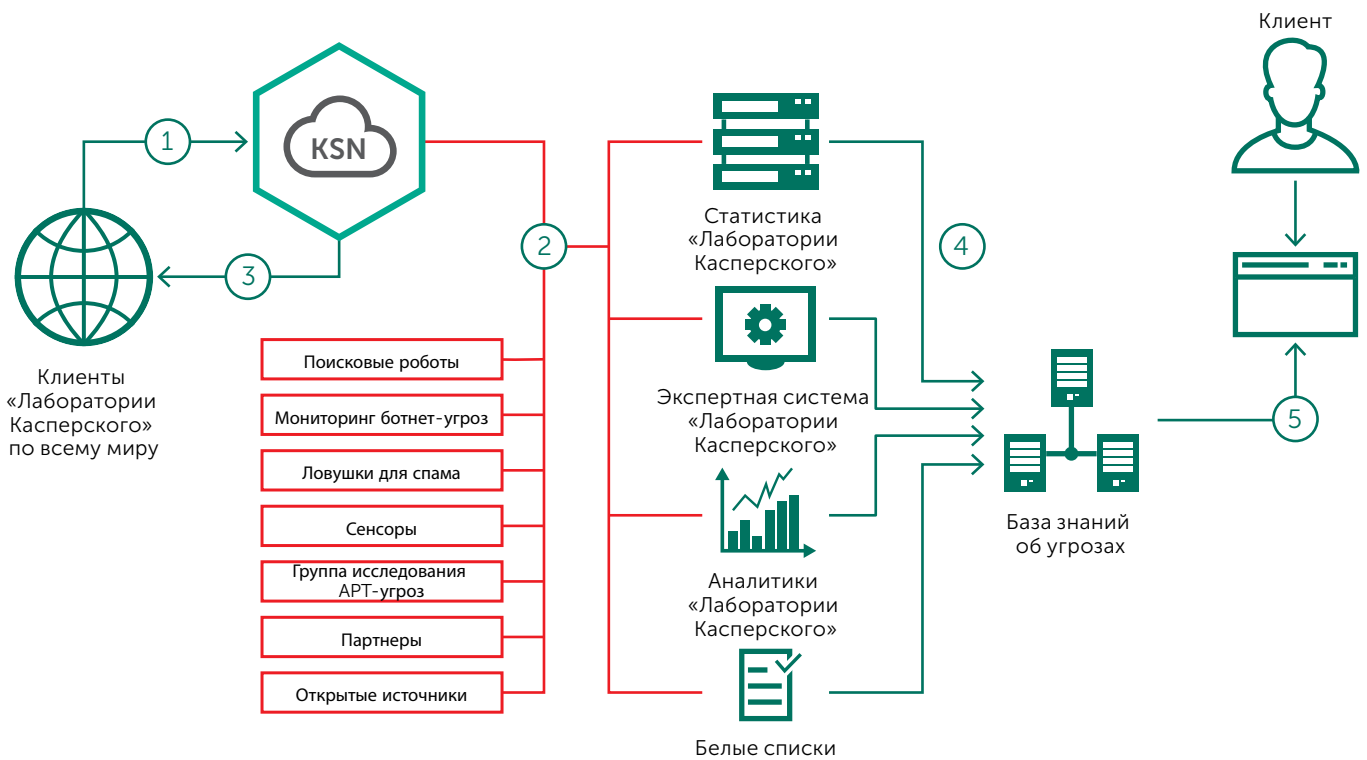 Клиент
1
KSN
2
3
4
Статистика
«Лаборатории
Касперского»
Клиенты
«Лаборатории
Касперского»
по всему миру
Поисковые роботы
Мониторинг ботнет-угроз
Ловушки для спама
Сенсоры
Группа исследования
АРТ-угроз
Партнеры
Открытые источники
Экспертная система
«Лаборатории
Касперского»
Аналитики
«Лаборатории
Касперского»
Белые списки
База знаний
об угрозах
5